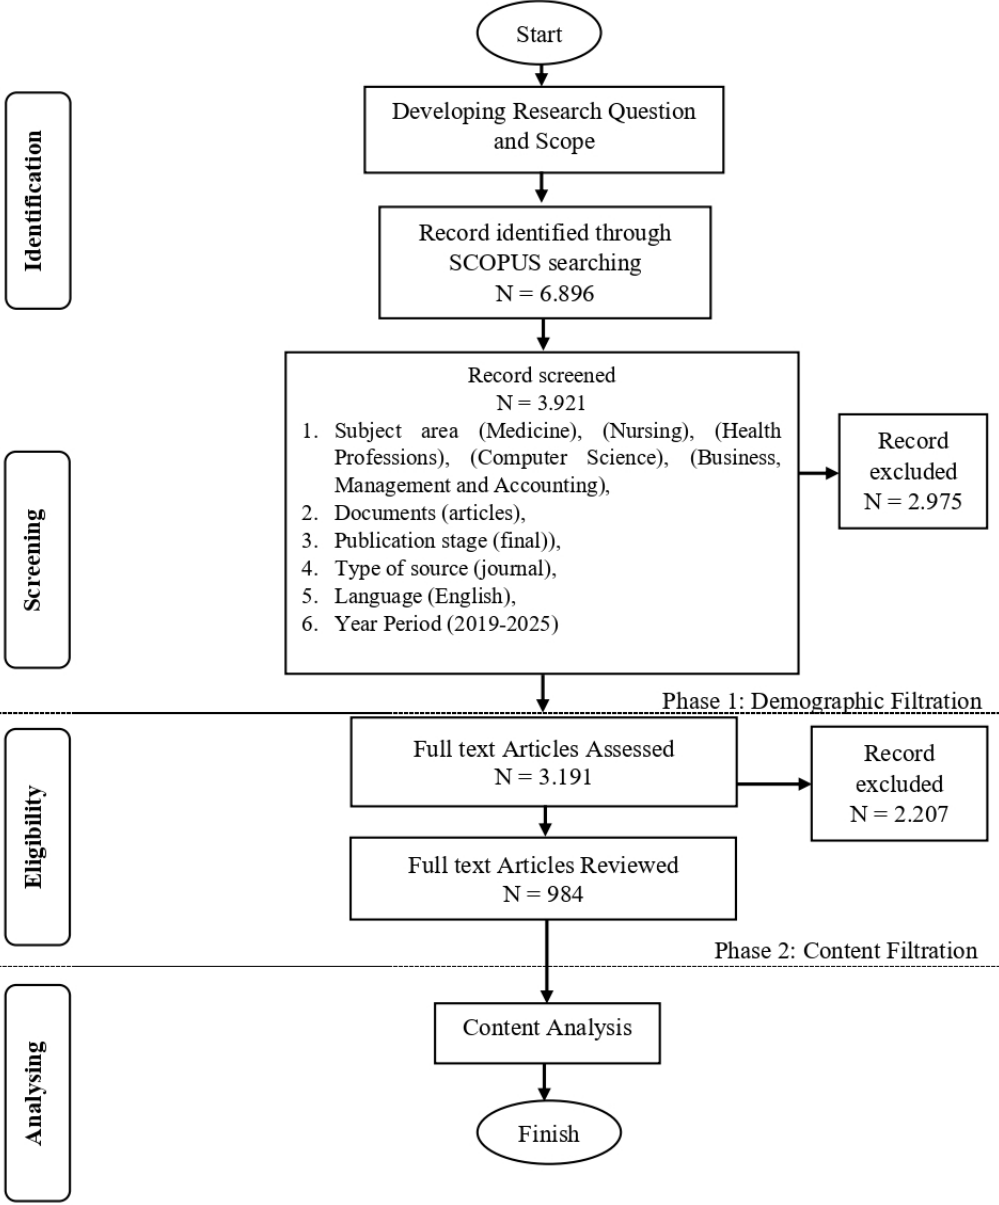 Start
Identification
Developing Research Question
and Scope
Record identified through
SCOPUS searching
N = 6.896
Screening
Record screened
N = 3.921
1. Subject area (Medicine), (Nursing), (Health
Professions), (Computer Science), (Business,
Management and Accounting),
2. Documents (articles),
3. Publication stage (final)),
4. Type of source (journal),
5. Language (English),
6. Year Period (2019-2025)
Record
excluded
N = 2.975
Phase 1: Demographic Filtration
Eligibility
Full text Articles Assessed
N = 3.191
Record
excluded
N = 2.207
Full text Articles Reviewed
N = 984
Phase 2: Content Filtration
Analysing
Content Analysis
Finish